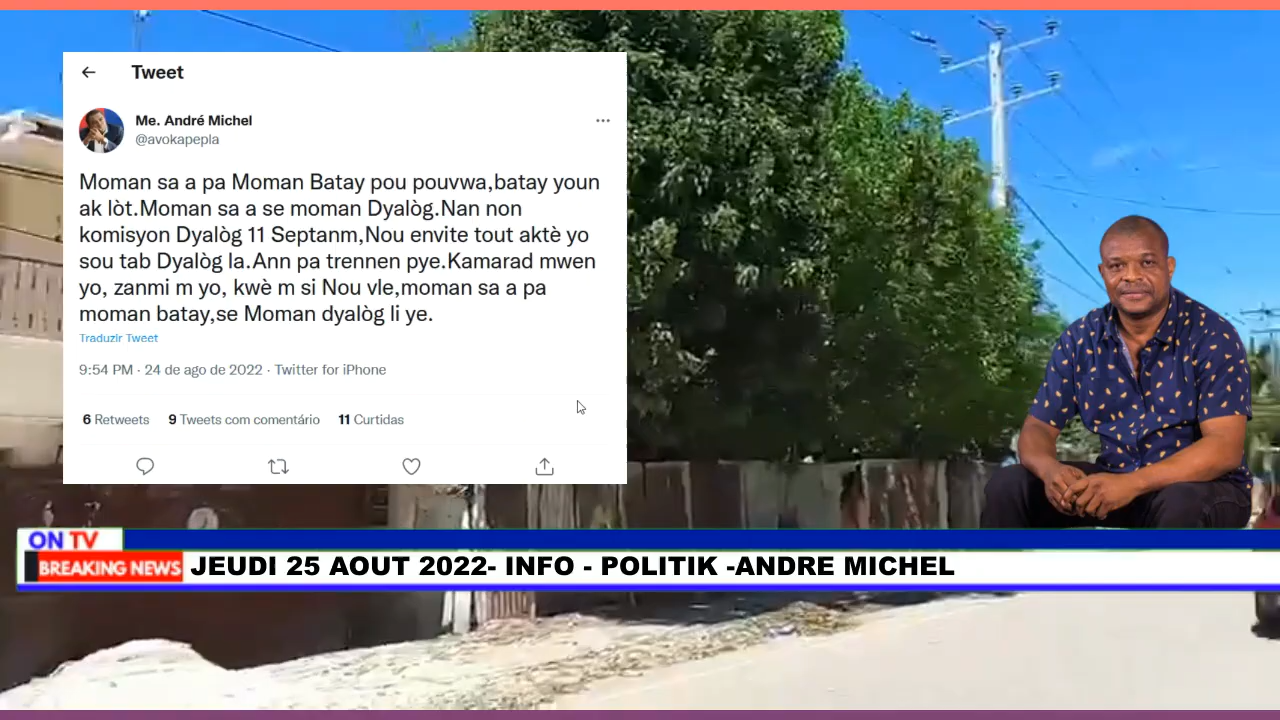 Tweet
Me. André Michel
@avokapepla
Moman sa a pa Moman Batay pou pouvwa,batay youn
ak lòt.Moman sa a se moman Dyalòg.Nan non
komisyon Dyalòg 11 Septanm,Nou envite tout aktè yo
sou tab Dyalòg la.Ann pa trennen pye.Kamarad mwen
yo, zanmi m yo, kwè m si Nou vle,moman sa a pa
moman batay,se Moman dyalòg li ye.
Traduzir Tweet
9:54 PM · 24 de ago de 2022 · Twitter for iPhone
6 Retweets 9 Tweets com comentário 11 Curtidas
ON TV
BREAKING NEWS
JEUDI 25 AOUT 2022- INFO - POLITIK -ANDRE MICHEL